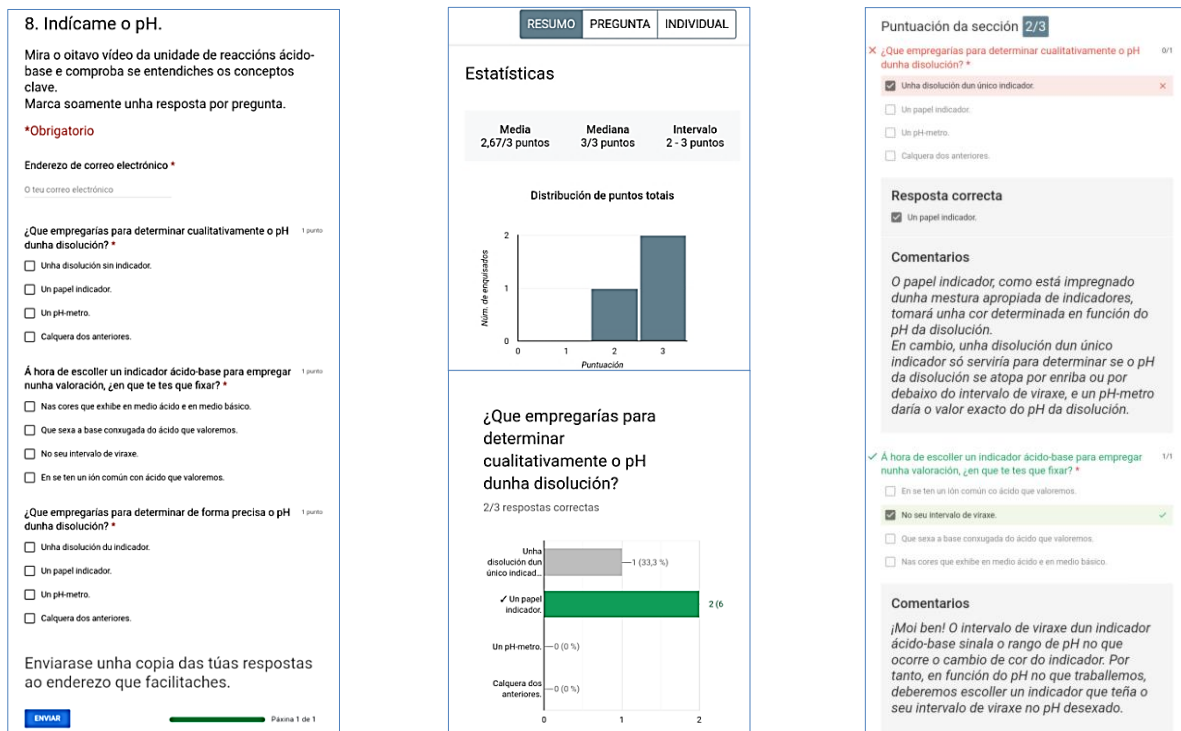 8. Indícame o pH.
Mira o oitavo vídeo da unidade de reaccións ácido-
base e comproba se entendiches os conceptos
clave.
Marca soamente unha resposta por pregunta.
*Obrigatorio
Enderezo de correo electrónico *
O teu correo electrónico
¿Que empregarías para determinar cualitativamente o pH 1 punto
dunha disolución? *
Unha disolución sin indicador.
Un papel indicador.
Un pH-metro.
Calquera dos anteriores.
Á hora de escoller un indicador ácido-base para empregar 1 punto
nunha valoración, ¿en que te tes que fixar? *
Nas cores que exhibe en medio ácido e en medio básico.
Que sexa a base conxugada do ácido que valoremos.
No seu intervalo de viraxe.
En se ten un ión común con ácido que valoremos.
¿Que empregarías para determinar de forma precisa o pH 1 punto
dunha disolución? *
Unha disolución du indicador.
Un papel indicador.
Un pH-metro.
Calquera dos anteriores.
Enviarase unha copia das túas respostas
ao enderezo que facilitaches.
ENVIAR Páxina 1 de 1
RESUMO PREGUNTA INDIVIDUAL
Estatísticas
Media Mediana Intervalo
2,67/3 puntos 3/3 puntos 2 - 3 puntos
Distribución de puntos totais
Núm. de enquisados
2
1
0
0 1 2 3
Puntuación
¿Que empregarías para
determinar
cualitativamente o pH
dunha disolución?
2/3 respostas correctas
Unha
disolución dun
único indicad...
1 (33,3 %)
✓ Un papel
indicador.
2 (6
Un pH-metro. 0 (0 %)
Calquera dos
anteriores.
0 (0 %)
0 1 2
Puntuación da sección 2/3
¿Que empregarías para determinar cualitativamente o pH 0/1
dunha disolución? *
Unha disolución dun único indicador.
Un papel indicador.
Un pH-metro.
Calquera dos anteriores.
Resposta correcta
Un papel indicador.
Comentarios
O papel indicador, como está impregnado
dunha mestura apropiada de indicadores,
tomará unha cor determinada en función do
pH da disolución.
En cambio, unha disolución dun único
indicador só serviría para determinar se o pH
da disolución se atopa por enriba ou por
debaixo do intervalo de viraxe, e un pH-metro
daría o valor exacto do pH da disolución.
Á hora de escoller un indicador ácido-base para empregar 1/1
nunha valoración, ¿en que te tes que fixar? *
En se ten un ión común co ácido que valoremos.
No seu intervalo de viraxe.
Que sexa a base conxugada do ácido que valoremos.
Nas cores que exhibe en medio ácido e en medio básico.
Comentarios
¡Moi ben! O intervalo de viraxe dun indicador
ácido-base sinala o rango de pH no que
ocorre o cambio de cor do indicador. Por
tanto, en función do pH no que traballemos,
deberemos escoller un indicador que teña o
seu intervalo de viraxe no pH desexado.